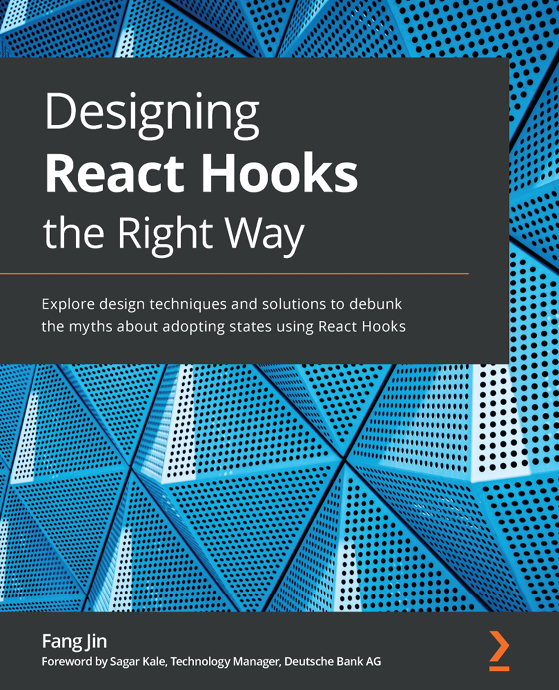 Designing
React Hooks
the Right Way
Explore design techniques and solutions to debunk
the myths about adopting states using React Hooks
Fang Jin
Foreword by Sagar Kale, Technology Manager, Deutsche Bank AG